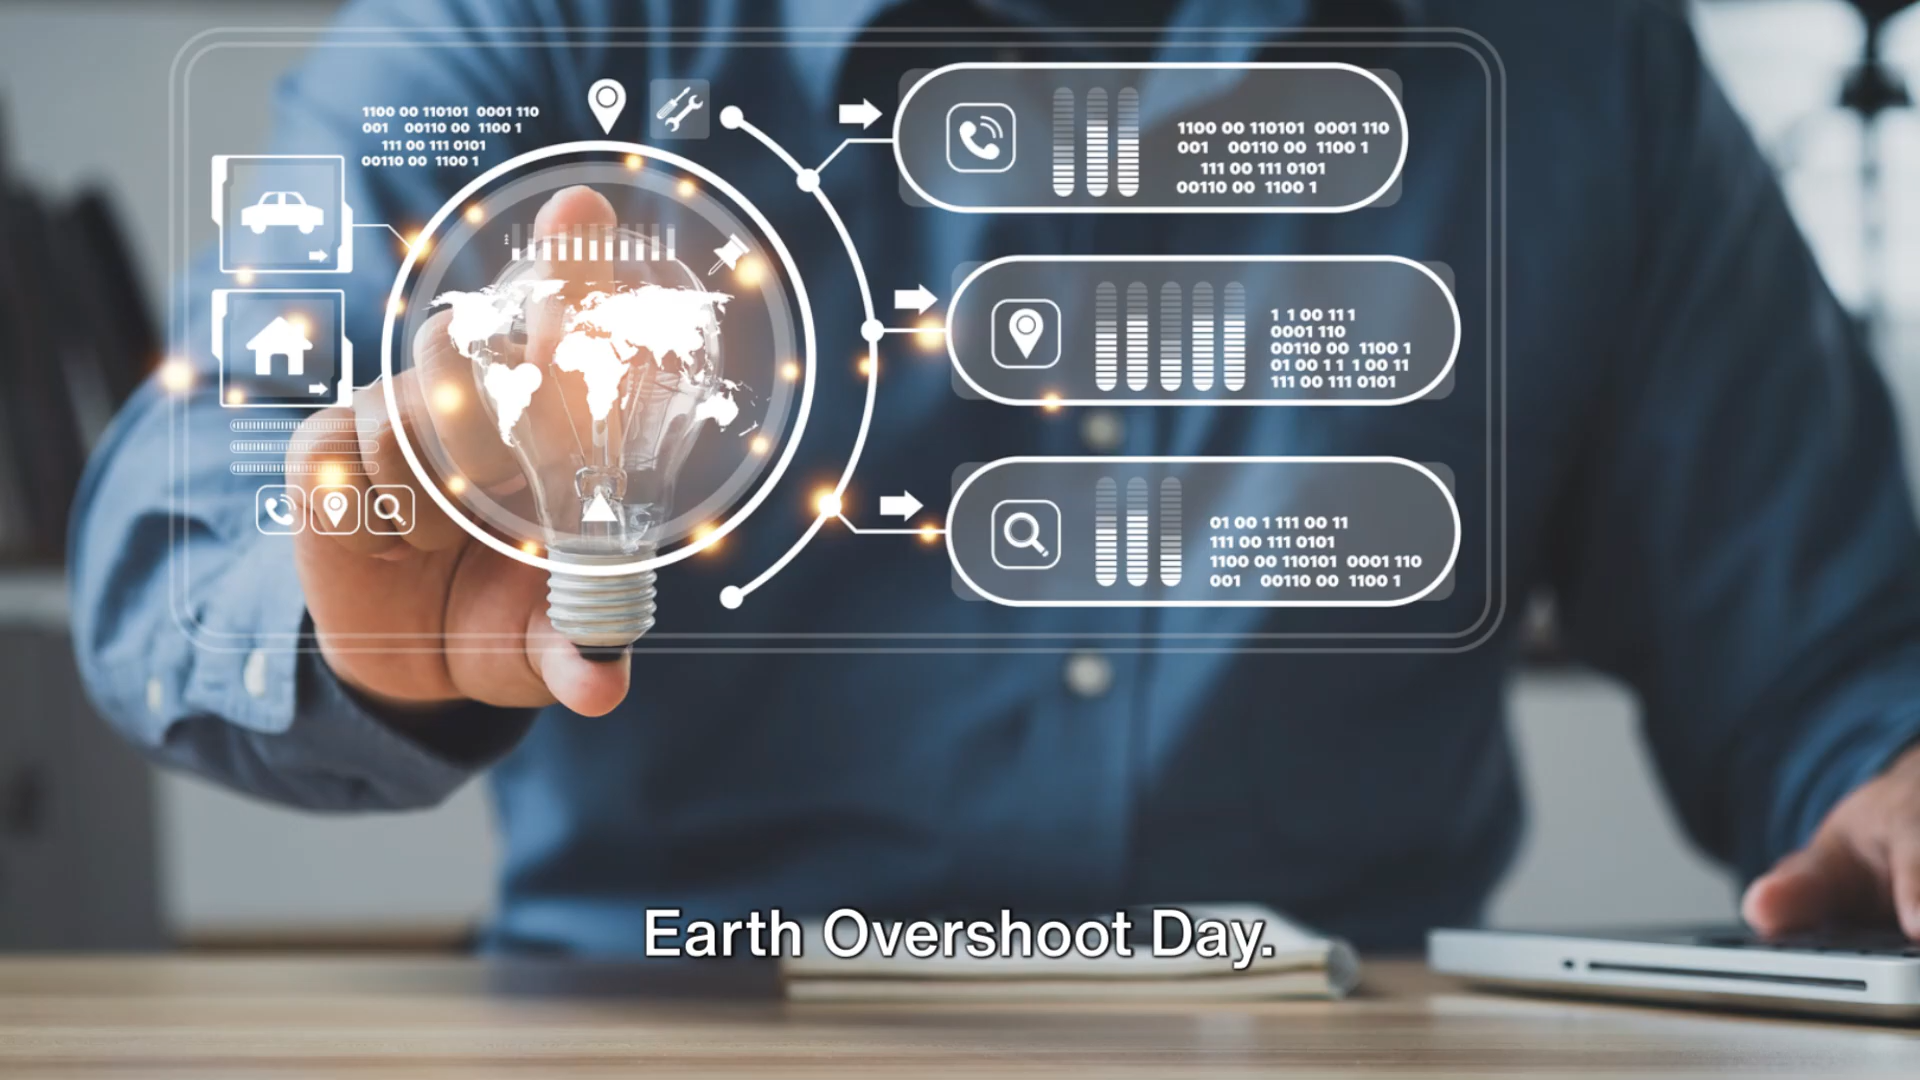 1100 00 110101 0001 110
001 00110 00 1100 1
111 00 111 0101
00110 00 1100 1
1100 00 110101 0001 110
001 00110 00 1100 1
111 00 111 0101
00110 00 1100 1
1 1 00 11 1
0001 110
00110 00 1100 1
01 00 1 1 1 00 11
111 00 111 0101
01 00 1 111 00 11
111 00 111 0101
1100 00 110101 0001 110
001 00110 00 1100 1
Earth Overshoot Day.